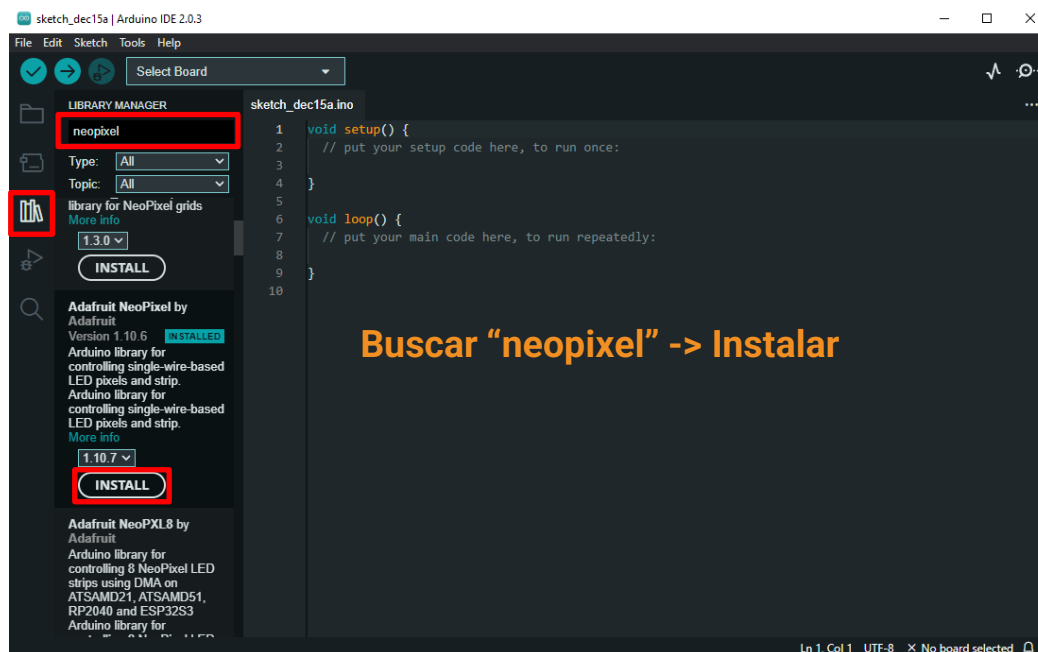 sketch_dec15a | Arduino IDE 2.0.3
File Edit Sketch Tools Help
Select Board
LIBRARY MANAGER
neopixel
Type: All
Topic: All
library for NeoPixel grids
More info
1.3.0
INSTALL
Adafruit NeoPixel by
Adafruit
Version 1.10.6 INSTALLED
Arduino library for
controlling single-wire-based
LED pixels and strip.
Arduino library for
controlling single-wire-based
LED pixels and strip.
More info
1.10.7
INSTALL
Adafruit NeoPXL8 by
Adafruit
Arduino library for
controlling 8 NeoPixel LED
strips using DMA on
ATSAMD21, ATSAMD51,
RP2040 and ESP32S3
Arduino library for
sketch_dec15a.ino
1 void setup() {
2 // put your setup code here, to run once:
3
4 }
5
6 void loop() {
7 // put your main code here, to run repeatedly:
8
9 }
10
Buscar “neopixel” -> Instalar
Ln 1, Col 1 UTF-8 No board selected